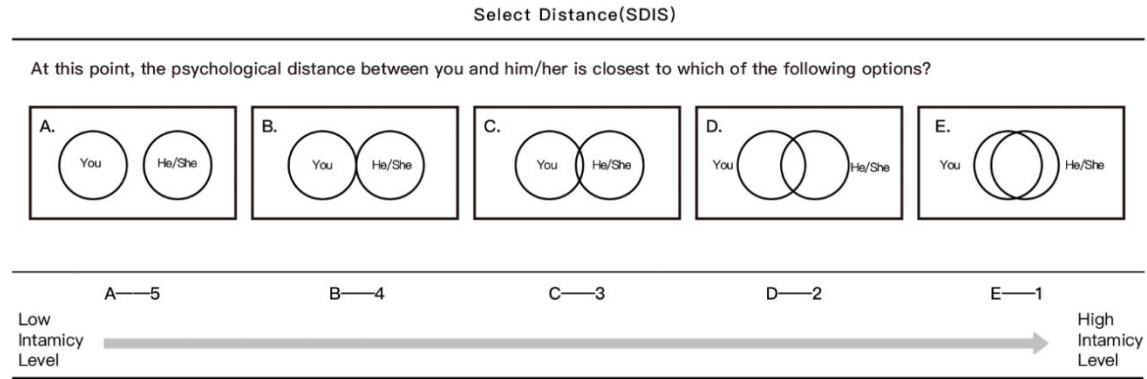 Select Distance(SDIS)
At this point, the psychological distance between you and him/her is closest to which of the following options?
A.
You
He/She
B.
You
He/She
C.
You
He/She
D.
You
He/She
E.
You
He/She
A——5
B——4
C——3
D——2
E——1
Low
Intamicy
Level
High
Intamicy
Level